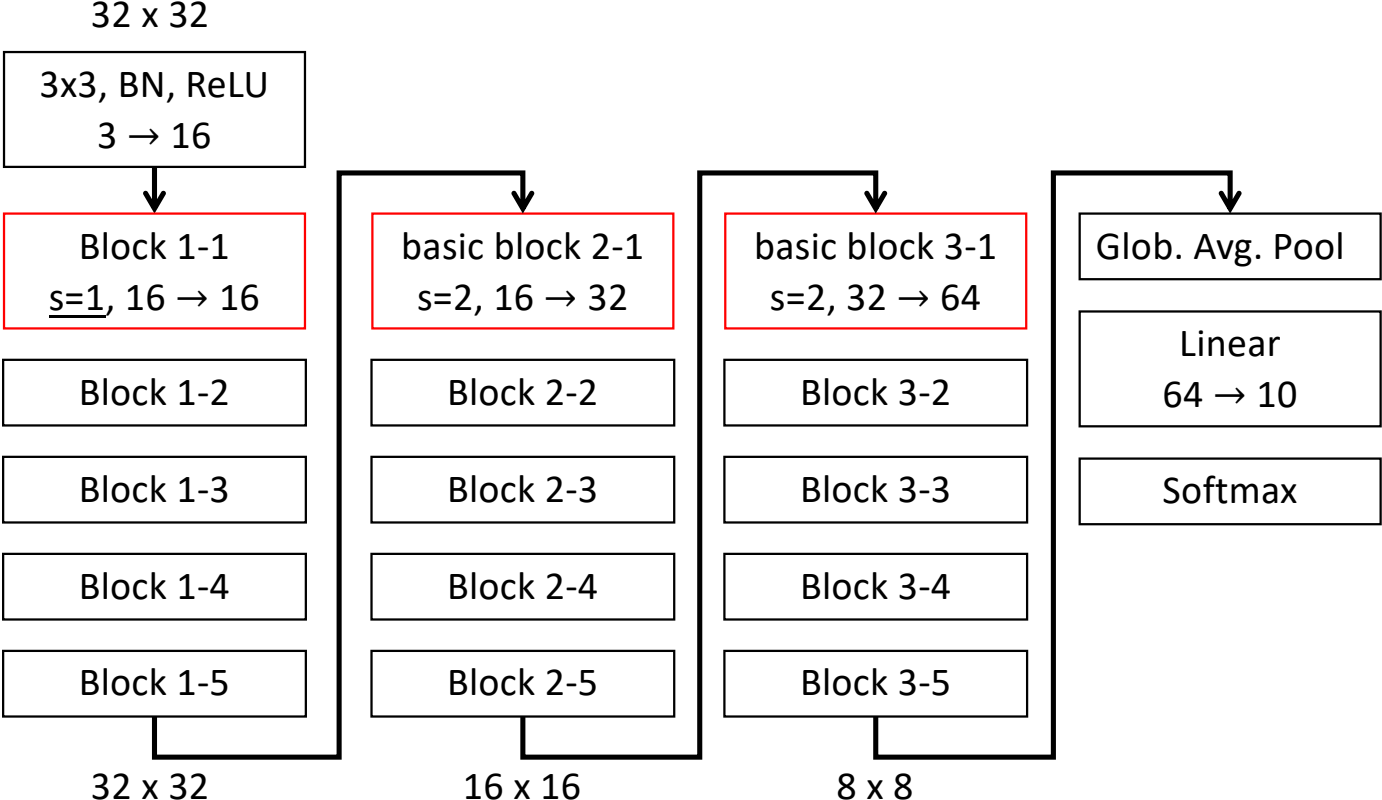 32 x 32
3x3, BN, ReLU
3 → 16
Block 1-1
s=1, 16 → 16
Block 1-2
Block 1-3
Block 1-4
Block 1-5
32 x 32
basic block 2-1
s=2, 16 → 32
Block 2-2
Block 2-3
Block 2-4
Block 2-5
16 x 16
basic block 3-1
s=2, 32 → 64
Block 3-2
Block 3-3
Block 3-4
Block 3-5
8 x 8
Glob. Avg. Pool
Linear
64 → 10
Softmax